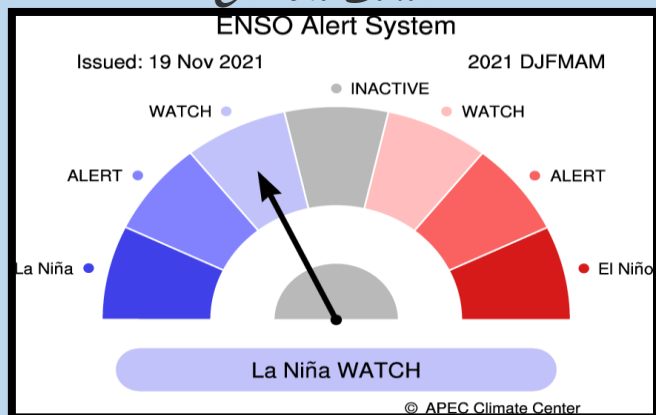 ENSO Alert System
Issued: 19 Nov 2021 2021 DJFMAM
INACTIVE
WATCH WATCH
ALERT ALERT
La Niña El Niño
La Niña WATCH
© APEC Climate Center